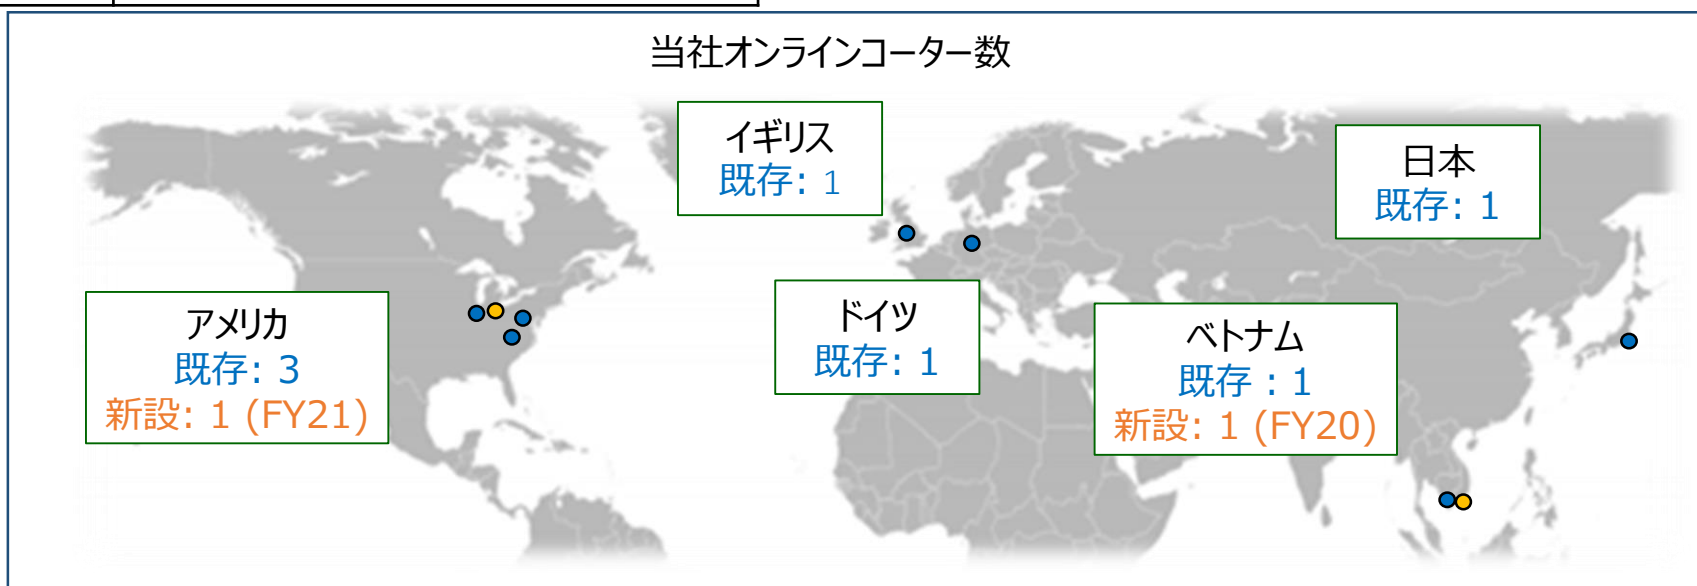 当社オンラインコーター数
イギリス
既存: 1
日本
既存: 1
アメリカ
既存: 3
新設: 1 (FY21)
ドイツ
既存: 1
ベトナム
既存 : 1
新設: 1 (FY20)